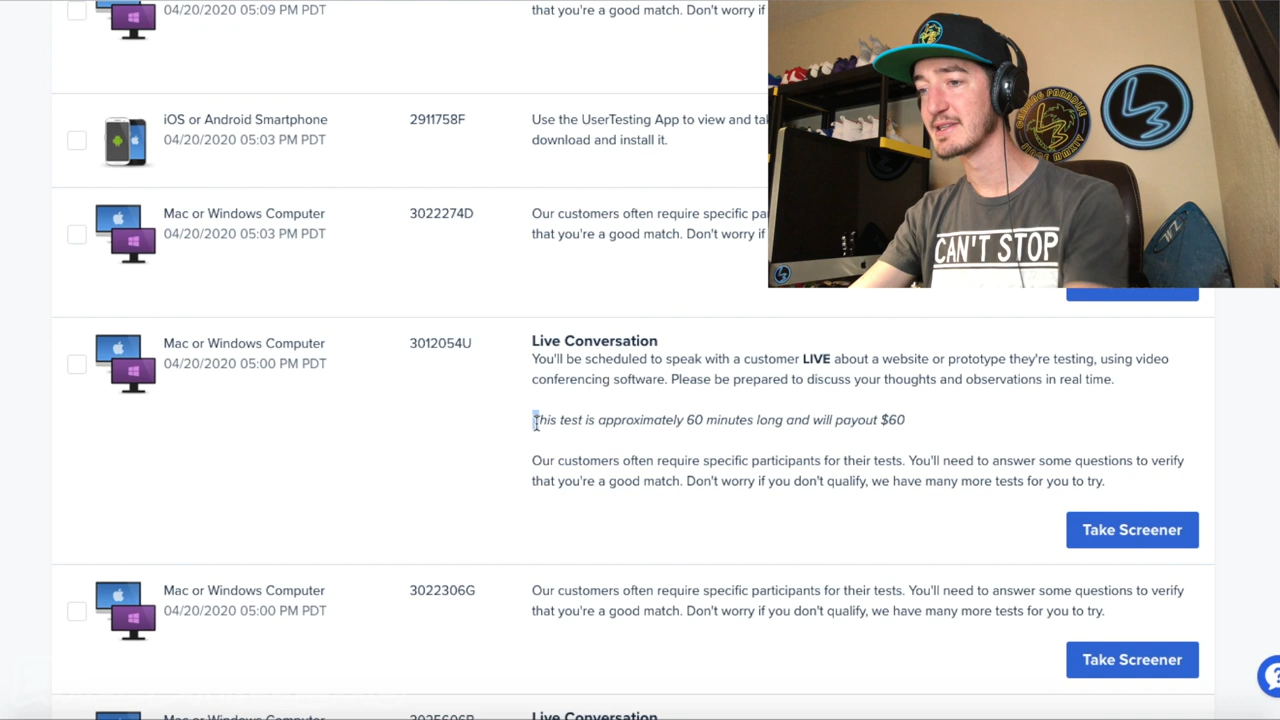 04/20/2020 05:09 PM PDT
that you're a good match. Don't worry if
iOS or Android Smartphone
2911758F
Use the UserTesting App to view and tak
04/20/2020 05:03 PM PDT
download and install it.
Mac or Windows Computer
3022274D
Our customers often require specific pa
04/20/2020 05:03 PM PDT
that you're a good match. Don't worry if
CAN'T STOP
Mac or Windows Computer
3012054U
Live Conversation
04/20/2020 05:00 PM PDT
You'll be scheduled to speak with a customer LIVE about a website or prototype they're testing, using video
conferencing software. Please be prepared to discuss your thoughts and observations in real time.
This test is approximately 60 minutes long and will payout $60
Our customers often require specific participants for their tests. You'll need to answer some questions to verify
that you're a good match. Don't worry if you don't qualify, we have many more tests for you to try.
Take Screener
Mac or Windows Computer
3022306G
Our customers often require specific participants for their tests. You'll need to answer some questions to verify
04/20/2020 05:00 PM PDT
that you're a good match. Don't worry if you don't qualify, we have many more tests for you to try.
Take Screener
Mac or Windows Computer
3025606B
Live Conversation